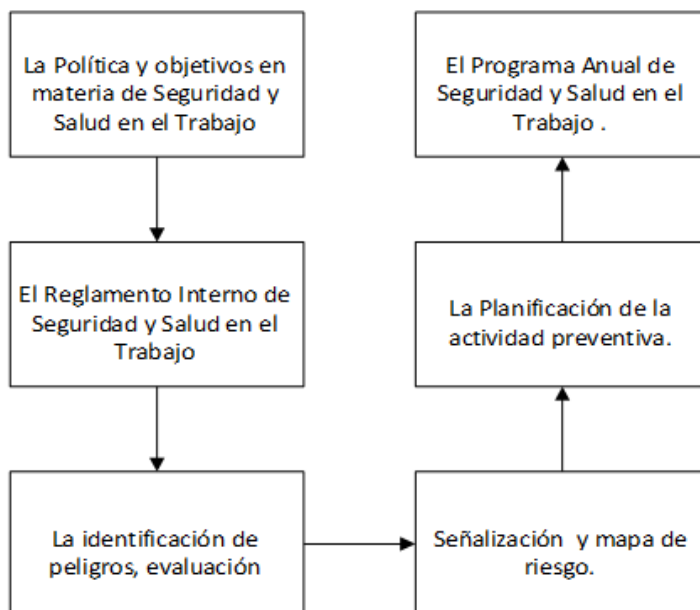 La Política y objetivos en
materia de Seguridad y
Salud en el Trabajo
El Reglamento Interno de
Seguridad y Salud en el
Trabajo
La identificación de
peligros, evaluación
Señalización  y mapa de
riesgo.
La Planificación de la
actividad preventiva.
El Programa Anual de
Seguridad y Salud en el
Trabajo .